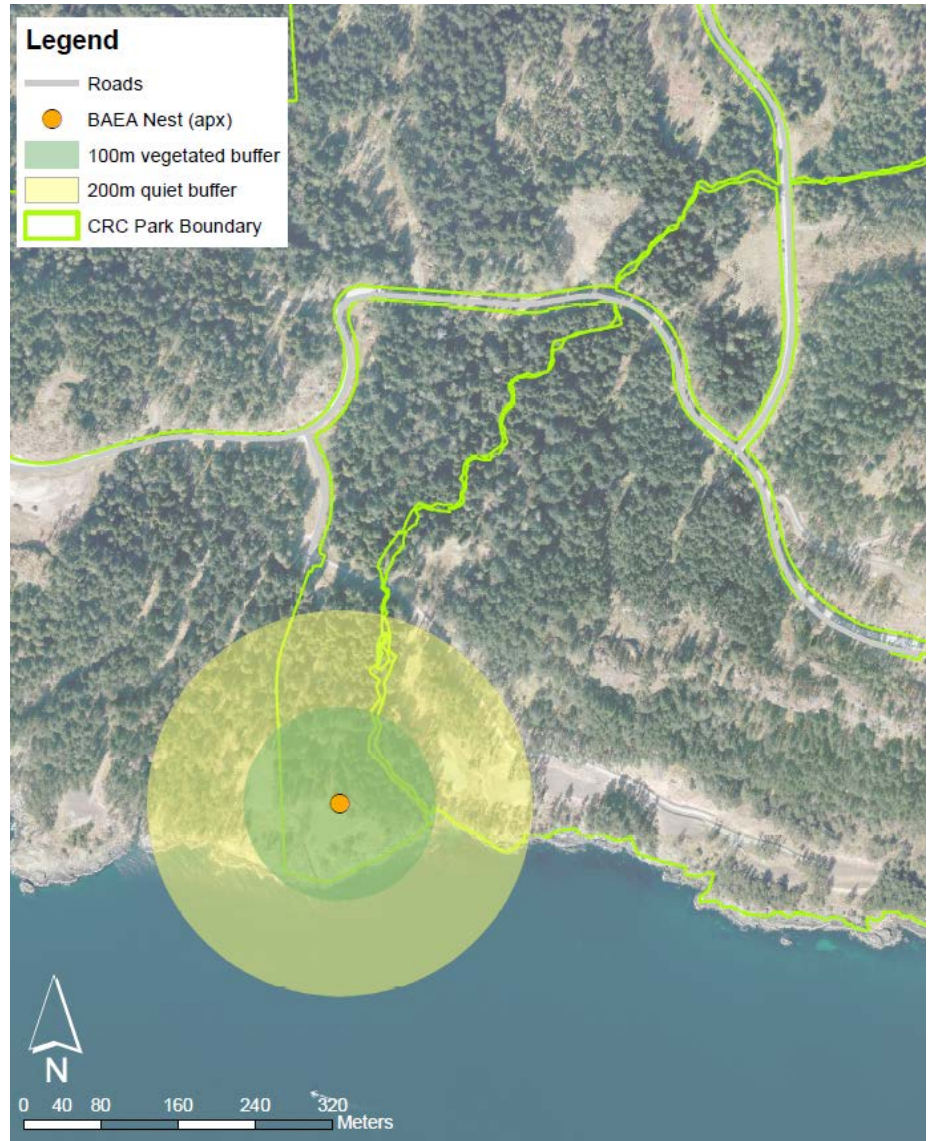 Legend
Roads
BAEA Nest (apx)
100m vegetated buffer
200m quiet buffer
CRC Park Boundary
N
0 40 80 160 240 320
Meters